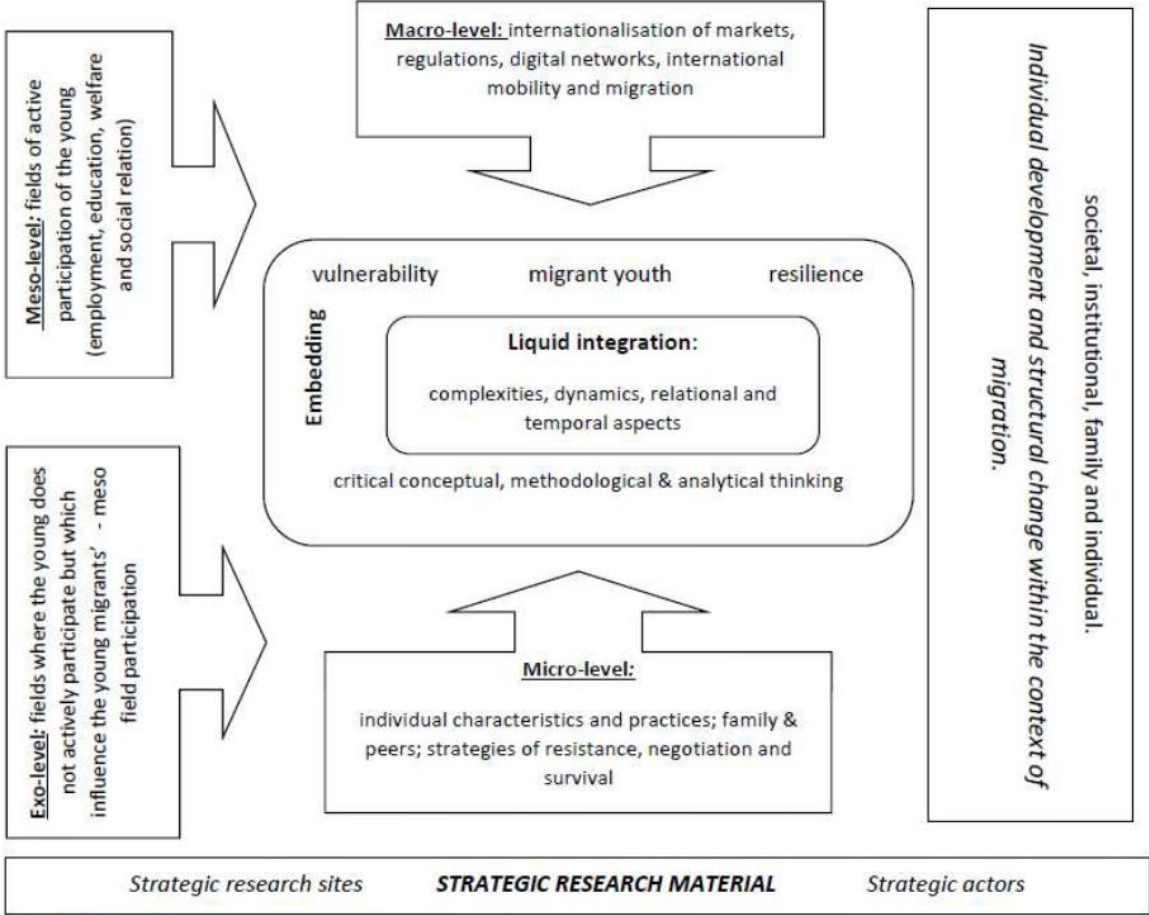 Macro-level: internationalisation of markets,
regulations, digital networks, international
mobility and migration
Meso-level: fields of active
participation of the young
(employment, education, welfare
and social relation)
vulnerability migrant youth resilience
Embedding
Liquid integration:
complexities, dynamics, relational and
temporal aspects
critical conceptual, methodological & analytical thinking
Exo-level: fields where the young does
not actively participate but which
influence the young migrants’ - meso
field participation
Micro-level:
individual characteristics and practices; family &
peers; strategies of resistance, negotiation and
survival
societal, institutional, family and individual.
Individual development and structural change within the context of
migration.
Strategic research sites STRATEGIC RESEARCH MATERIAL Strategic actors